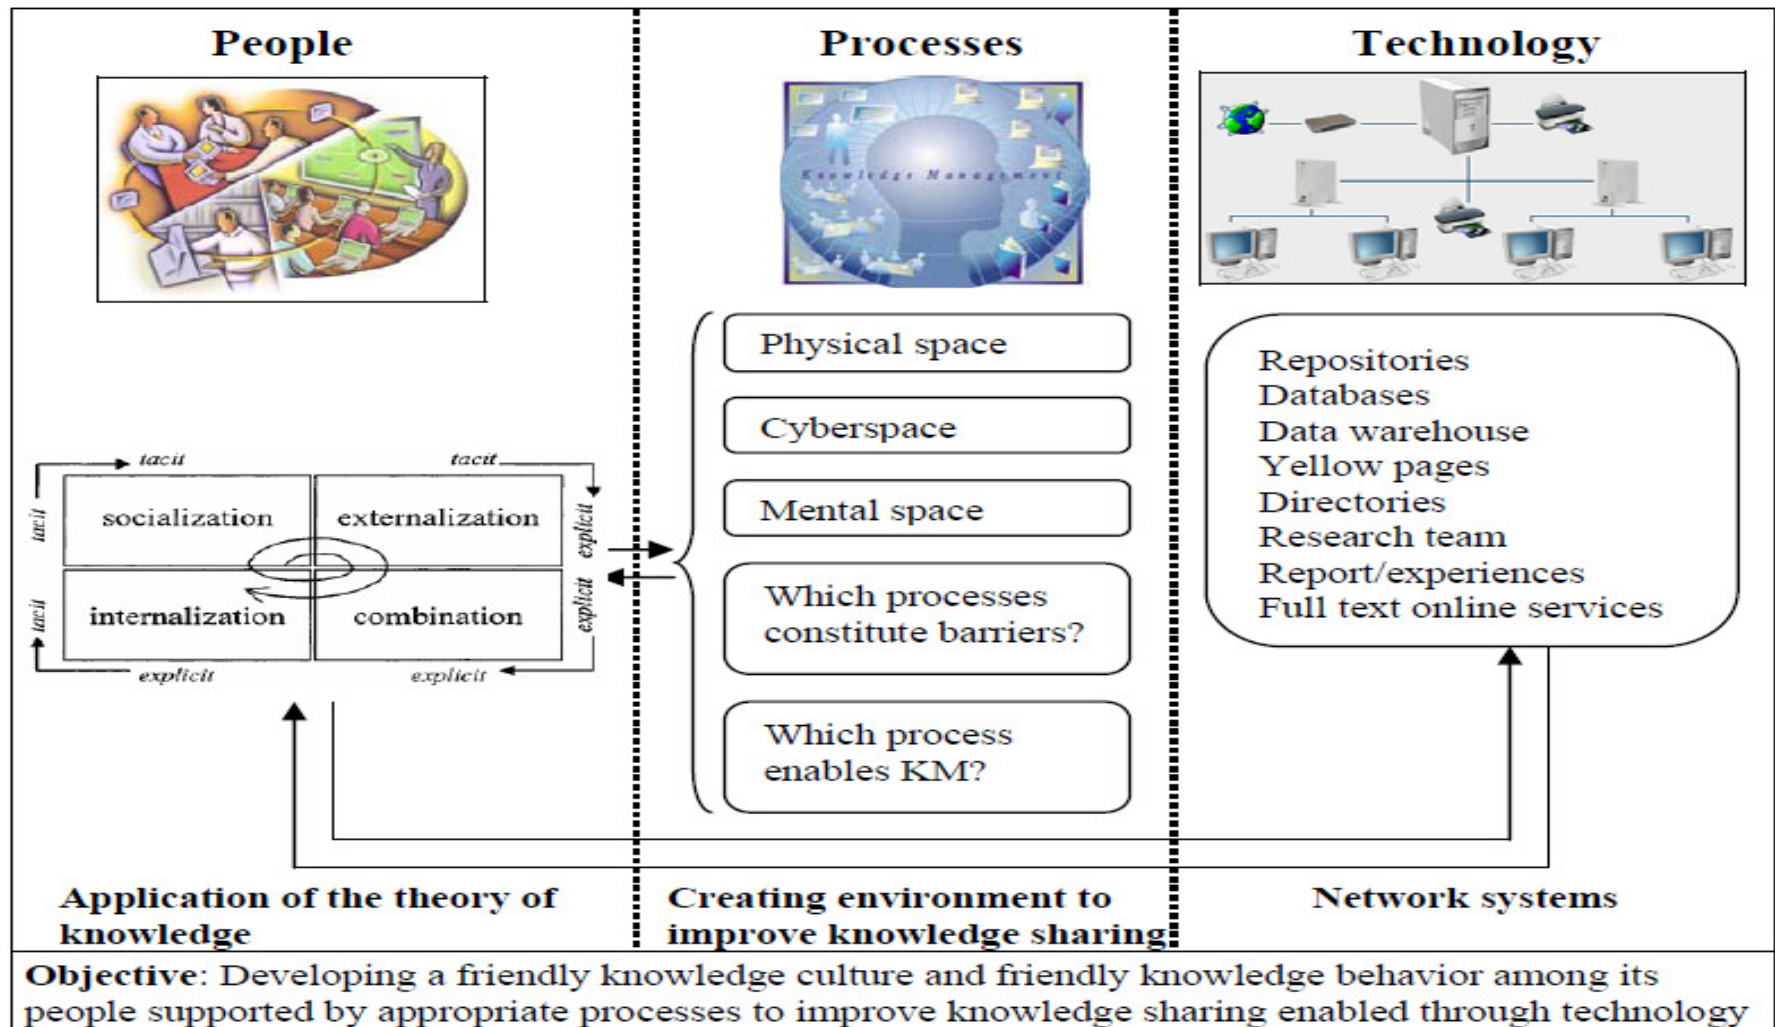 People
Processes
Technology
Knowledge Management
tacit
tacit
tacit
socialization
externalization
explicit
tacit
internalization
combination
explicit
explicit
explicit
Physical space
Cyberspace
Mental space
Which processes
constitute barriers?
Which process
enables KM?
Repositories
Databases
Data warehouse
Yellow pages
Directories
Research team
Report/experiences
Full text online services
Application of the theory of
knowledge
Creating environment to
improve knowledge sharing
Network systems
Objective: Developing a friendly knowledge culture and friendly knowledge behavior among its
people supported by appropriate processes to improve knowledge sharing enabled through technology